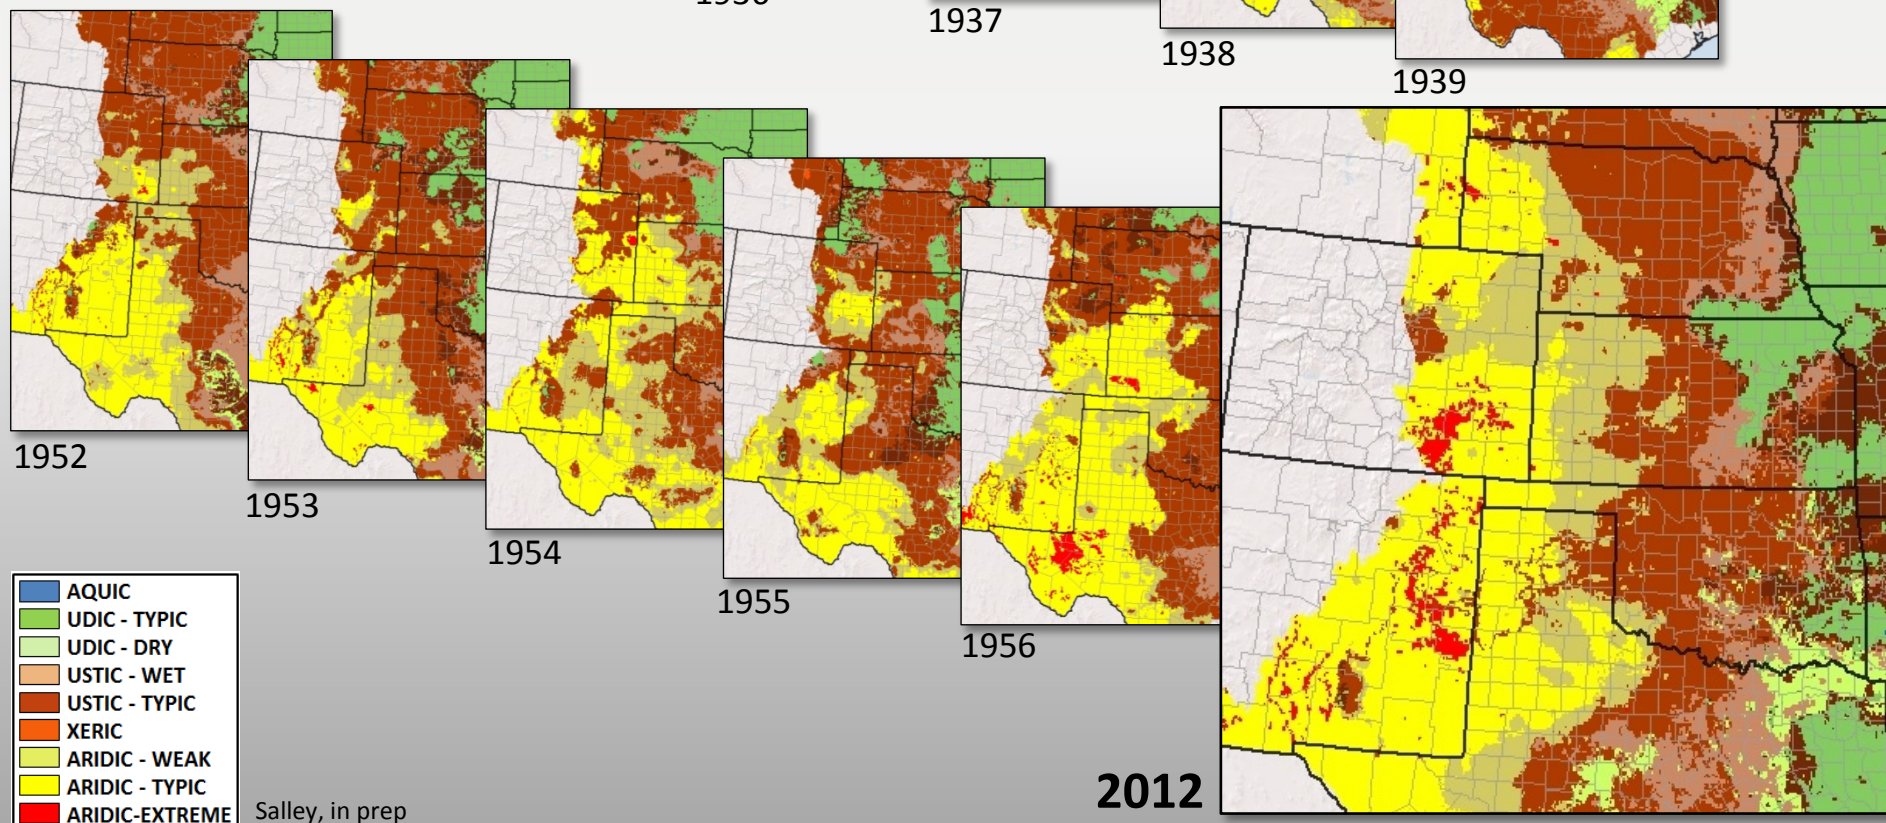 1937
1938
1939
1952
1953
1954
1955
1956
2012
AQUIC
UDIC - TYPIC
UDIC - DRY
USTIC - WET
USTIC - TYPIC
XERIC
ARIDIC - WEAK
ARIDIC - TYPIC
ARIDIC-EXTREME
Salley, in prep